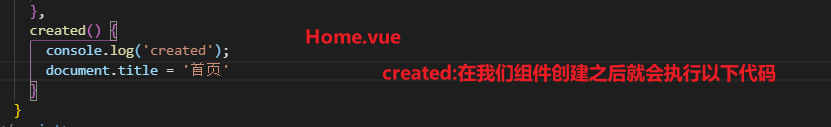 },
created() {
Home.vue
console.log('created');
document.title = '首页'
created:在我们组件创建之后就会执行以下代码
}
}